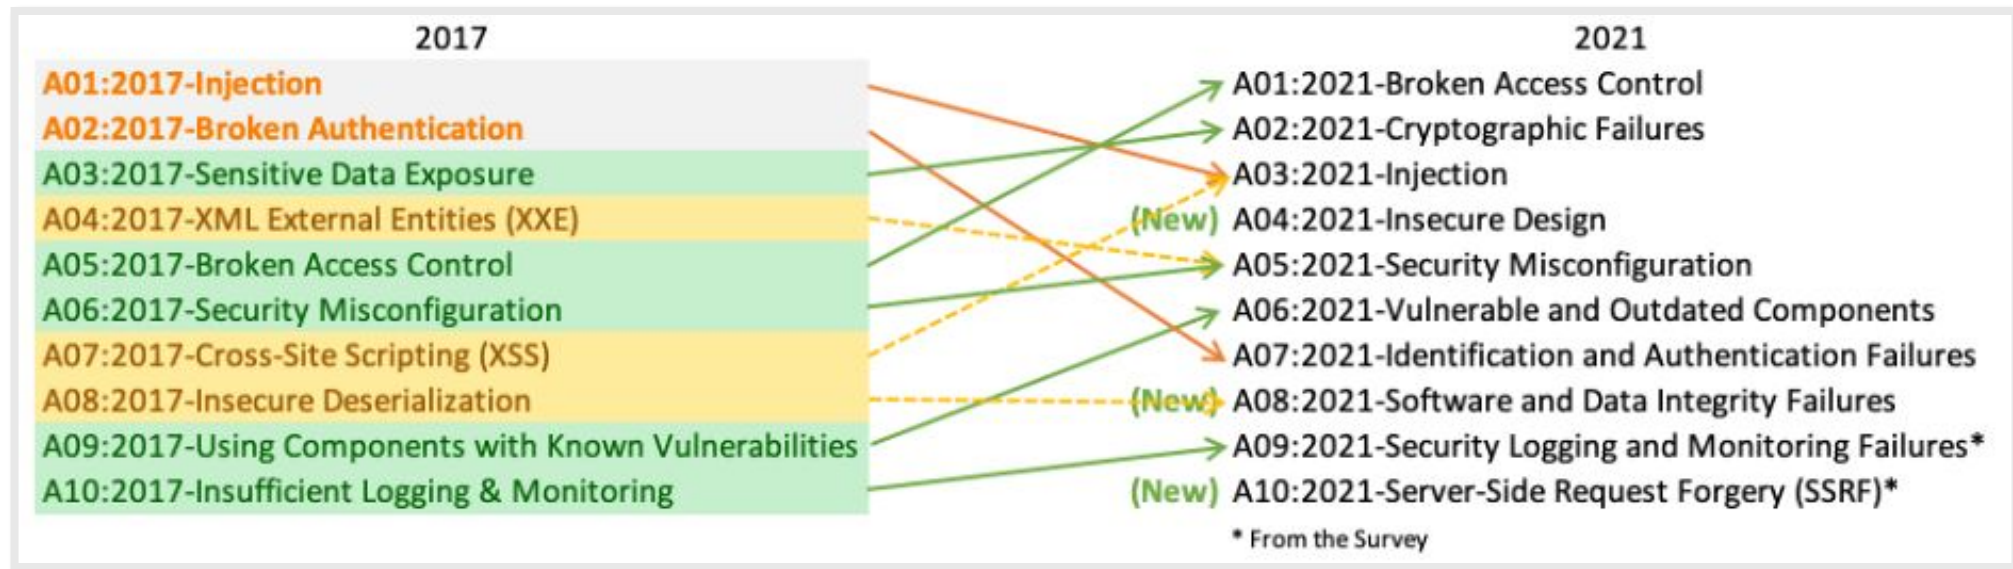 2017
A01:2017-Injection
A02:2017-Broken Authentication
A03:2017-Sensitive Data Exposure
A04:2017-XML External Entities (XXE)
A05:2017-Broken Access Control
A06:2017-Security Misconfiguration
A07:2017-Cross-Site Scripting (XSS)
A08:2017-Insecure Deserialization
A09:2017-Using Components with Known Vulnerabilities
A10:2017-Insufficient Logging & Monitoring
2021
A01:2021-Broken Access Control
A02:2021-Cryptographic Failures
A03:2021-Injection
(New) A04:2021-Insecure Design
A05:2021-Security Misconfiguration
A06:2021-Vulnerable and Outdated Components
A07:2021-Identification and Authentication Failures
(New) A08:2021-Software and Data Integrity Failures
A09:2021-Security Logging and Monitoring Failures*
(New) A10:2021-Server-Side Request Forgery (SSRF)*
* From the Survey